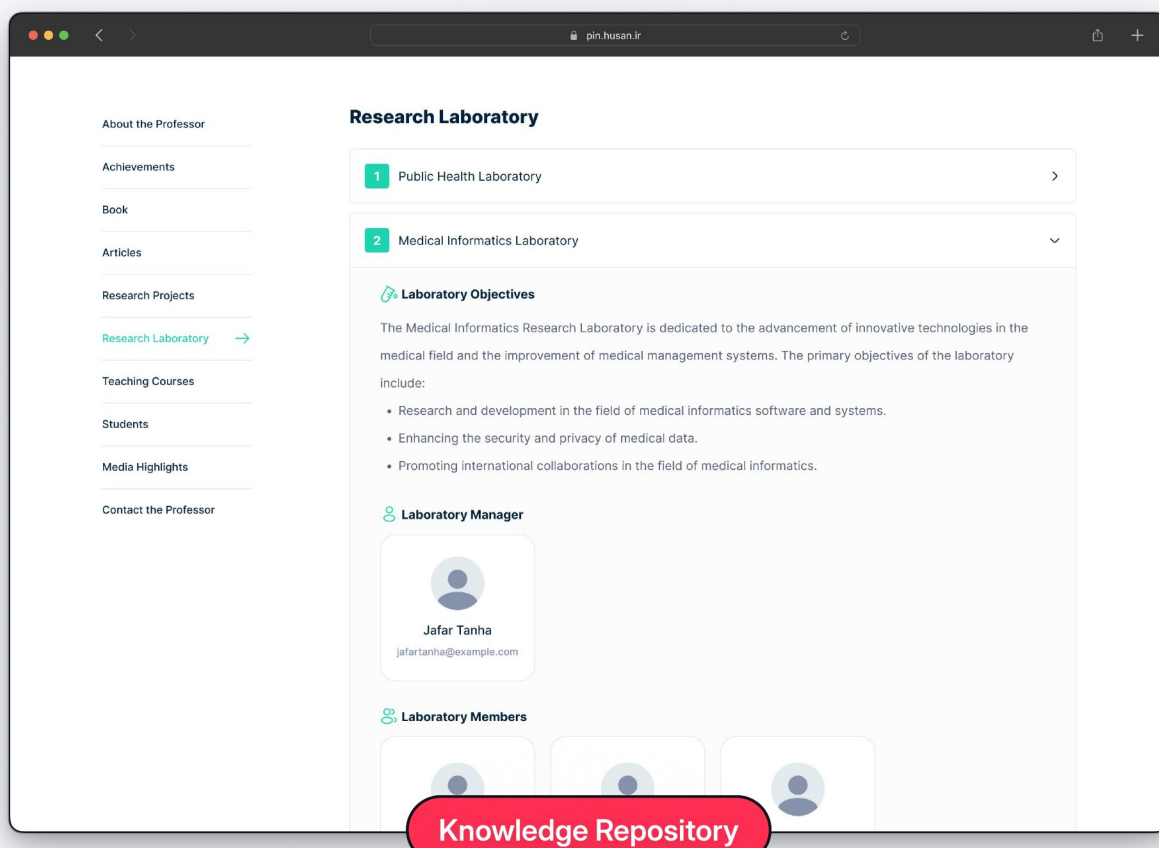 pin.husan.ir
About the Professor
Achievements
Book
Articles
Research Projects
Research Laboratory
Teaching Courses
Students
Media Highlights
Contact the Professor
Research Laboratory
1 Public Health Laboratory
2 Medical Informatics Laboratory
Laboratory Objectives
The Medical Informatics Research Laboratory is dedicated to the advancement of innovative technologies in the
medical field and the improvement of medical management systems. The primary objectives of the laboratory
include:
• Research and development in the field of medical informatics software and systems.
• Enhancing the security and privacy of medical data.
• Promoting international collaborations in the field of medical informatics.
Laboratory Manager
Jafar Tanha
jafartanha@example.com
Laboratory Members
Knowledge Repository